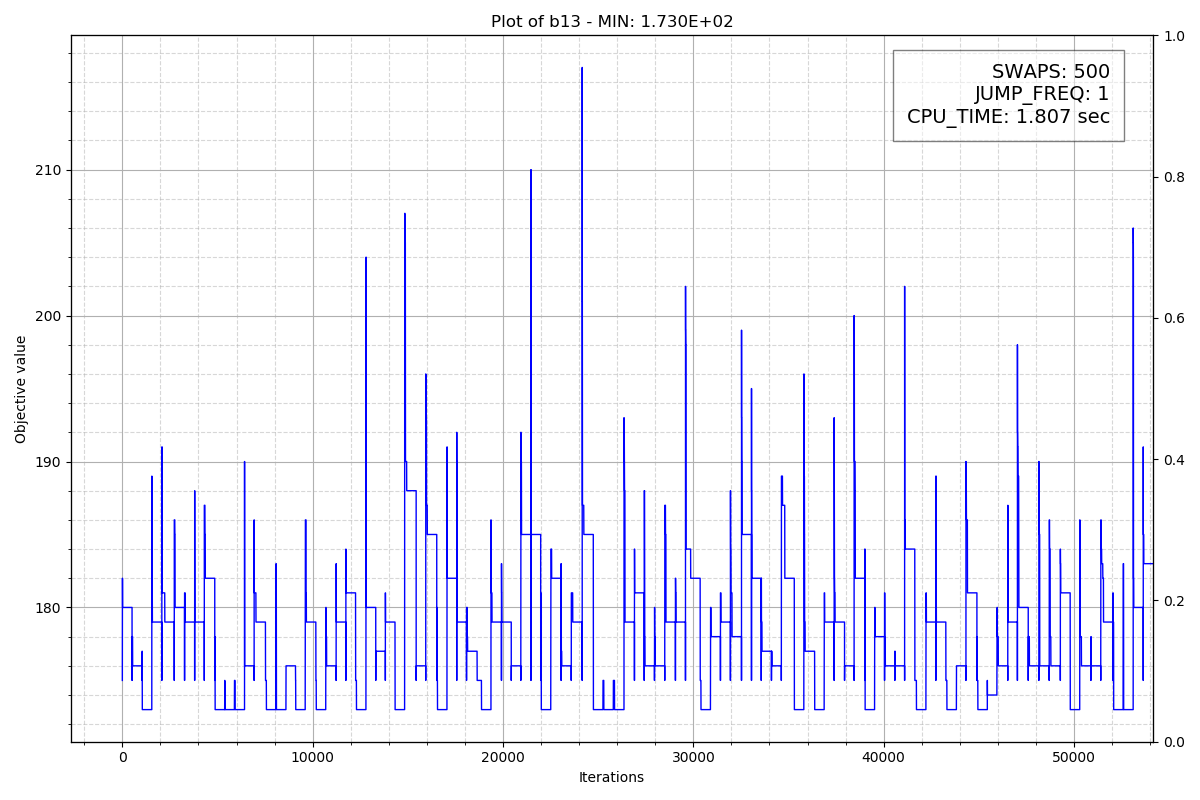 Plot of b13 - MIN: 1.730E+02
SWAPS: 500
JUMP_FREQ: 1
CPU_TIME: 1.807 sec
Objective value
210
200
190
180
1.0
0.8
0.6
0.4
0.2
0.0
0 10000 20000 30000 40000 50000
Iterations